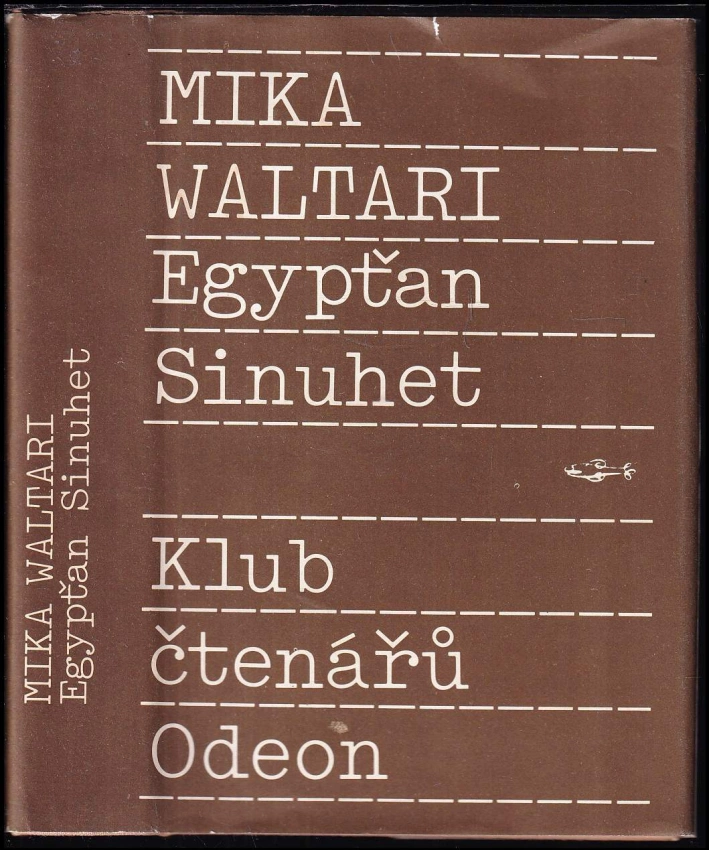 MIKA
WALTARI
Egypťan
Sinuhet
Klub
čtenářů
Odeon
MIKA WALTARI
Egypťan Sinuhet